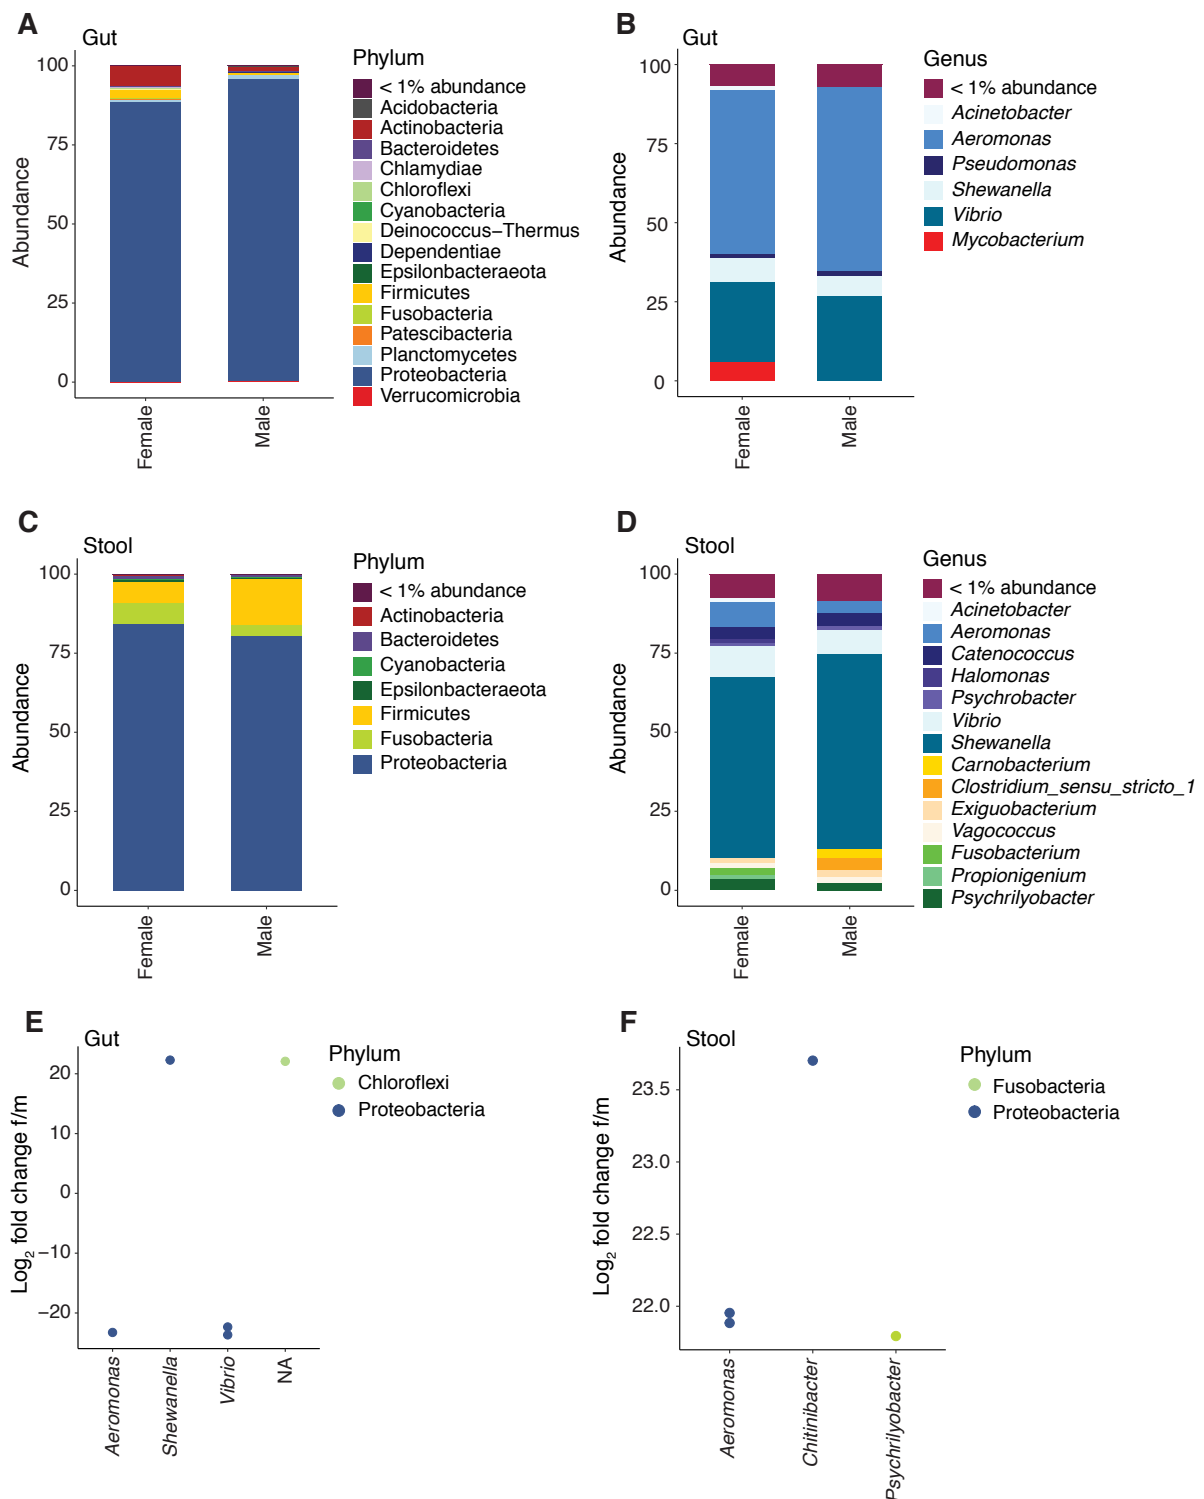 A
Gut
Abundance
100
75
50
25
0
Female
Male
Phylum
< 1% abundance
Acidobacteria
Actinobacteria
Bacteroidetes
Chlamydiae
Chloroflexi
Cyanobacteria
Deinococcus−Thermus
Dependentiae
Epsilonbacteraeota
Firmicutes
Fusobacteria
Patescibacteria
Planctomycetes
Proteobacteria
Verrucomicrobia
B
Gut
Abundance
100
75
50
25
0
Female
Male
Genus
< 1% abundance
Acinetobacter
Aeromonas
Pseudomonas
Shewanella
Vibrio
Mycobacterium
C
Stool
Abundance
100
75
50
25
0
Female
Male
Phylum
< 1% abundance
Actinobacteria
Bacteroidetes
Cyanobacteria
Epsilonbacteraeota
Firmicutes
Fusobacteria
Proteobacteria
D
Stool
Abundance
100
75
50
25
0
Female
Male
Genus
< 1% abundance
Acinetobacter
Aeromonas
Catenococcus
Halomonas
Psychrobacter
Vibrio
Shewanella
Carnobacterium
Clostridium_sensu_stricto_1
Exiguobacterium
Vagococcus
Fusobacterium
Propionigenium
Psychrilyobacter
E
Gut
Log₂ fold change f/m
20
10
0
−10
−20
Aeromonas
Shewanella
Vibrio
NA
Phylum
Chloroflexi
Proteobacteria
F
Stool
Log₂ fold change f/m
23.5
23.0
22.5
22.0
Aeromonas
Chitinibacter
Psychrilyobacter
Phylum
Fusobacteria
Proteobacteria